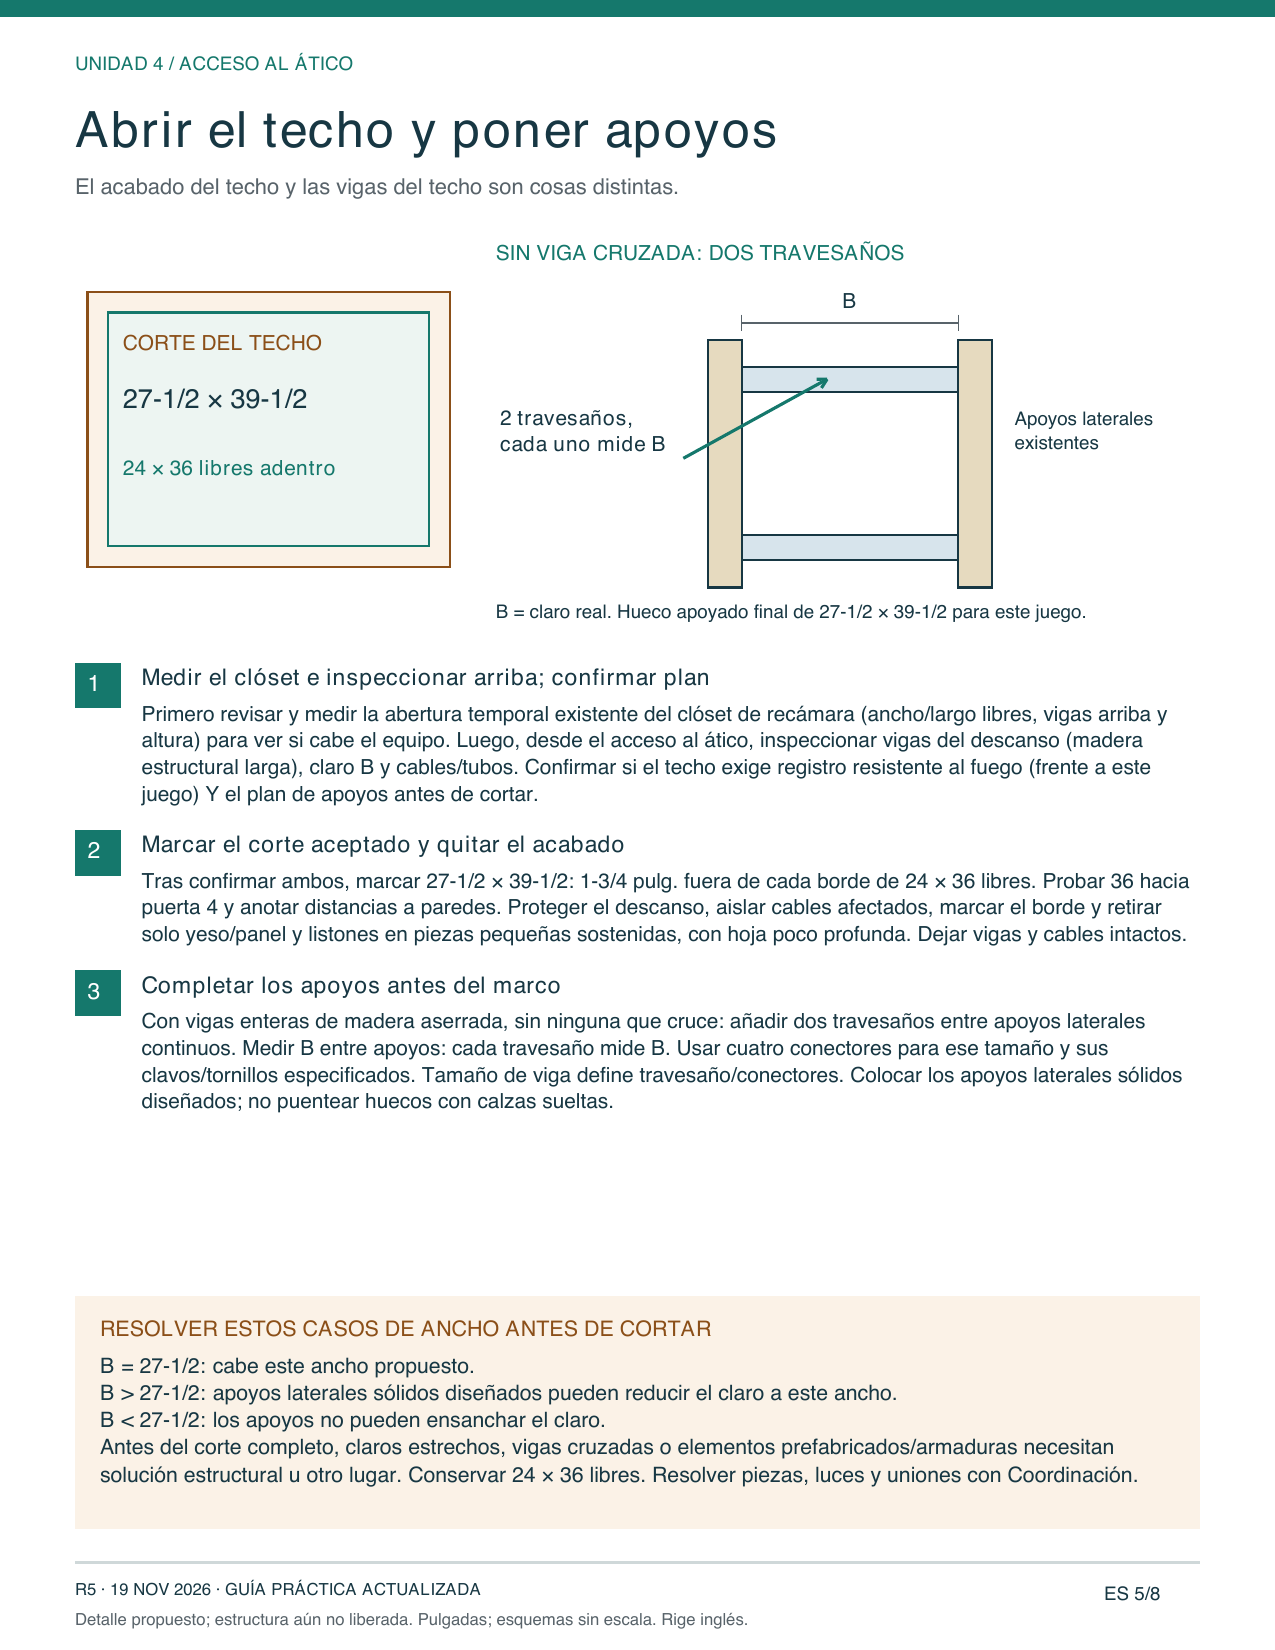 UNIDAD 4 / ACCESO AL ÁTICO
Abrir el techo y poner apoyos
El acabado del techo y las vigas del techo son cosas distintas.
SIN VIGA CRUZADA: DOS TRAVESAÑOS
B
CORTE DEL TECHO
27-1/2 × 39-1/2
24 × 36 libres adentro
2 travesaños,
cada uno mide B
Apoyos laterales
existentes
B = claro real. Hueco apoyado final de 27-1/2 × 39-1/2 para este juego.
1
Medir el clóset e inspeccionar arriba; confirmar plan
Primero revisar y medir la abertura temporal existente del clóset de recámara (ancho/largo libres, vigas arriba y
altura) para ver si cabe el equipo. Luego, desde el acceso al ático, inspeccionar vigas del descanso (madera
estructural larga), claro B y cables/tubos. Confirmar si el techo exige registro resistente al fuego (frente a este
juego) Y el plan de apoyos antes de cortar.
2
Marcar el corte aceptado y quitar el acabado
Tras confirmar ambos, marcar 27-1/2 × 39-1/2: 1-3/4 pulg. fuera de cada borde de 24 × 36 libres. Probar 36 hacia
puerta 4 y anotar distancias a paredes. Proteger el descanso, aislar cables afectados, marcar el borde y retirar
solo yeso/panel y listones en piezas pequeñas sostenidas, con hoja poco profunda. Dejar vigas y cables intactos.
3
Completar los apoyos antes del marco
Con vigas enteras de madera aserrada, sin ninguna que cruce: añadir dos travesaños entre apoyos laterales
continuos. Medir B entre apoyos: cada travesaño mide B. Usar cuatro conectores para ese tamaño y sus
clavos/tornillos especificados. Tamaño de viga define travesaño/conectores. Colocar los apoyos laterales sólidos
diseñados; no puentear huecos con calzas sueltas.
RESOLVER ESTOS CASOS DE ANCHO ANTES DE CORTAR
B = 27-1/2: cabe este ancho propuesto.
B > 27-1/2: apoyos laterales sólidos diseñados pueden reducir el claro a este ancho.
B < 27-1/2: los apoyos no pueden ensanchar el claro.
Antes del corte completo, claros estrechos, vigas cruzadas o elementos prefabricados/armaduras necesitan
solución estructural u otro lugar. Conservar 24 × 36 libres. Resolver piezas, luces y uniones con Coordinación.
R5 · 19 NOV 2026 · GUÍA PRÁCTICA ACTUALIZADA
ES 5/8
Detalle propuesto; estructura aún no liberada. Pulgadas; esquemas sin escala. Rige inglés.